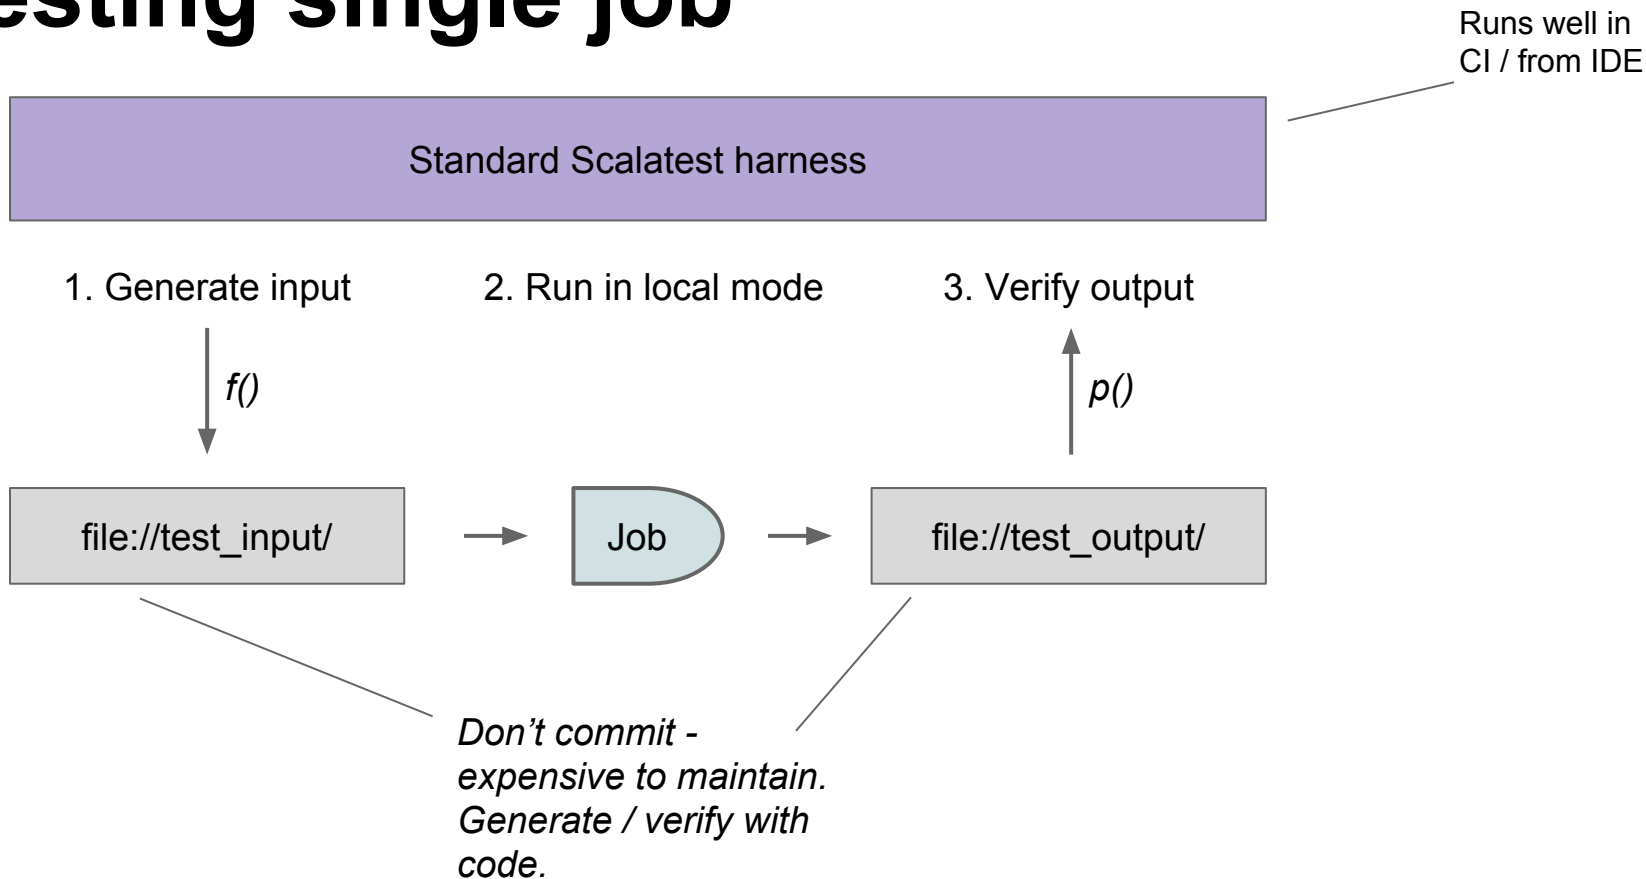 esting single job
Runs well in
CI / from IDE
Standard Scalatest harness
1. Generate input
2. Run in local mode
3. Verify output
f()
p()
file://test_input/
Job
file://test_output/
Don’t commit -
expensive to maintain.
Generate / verify with
code.